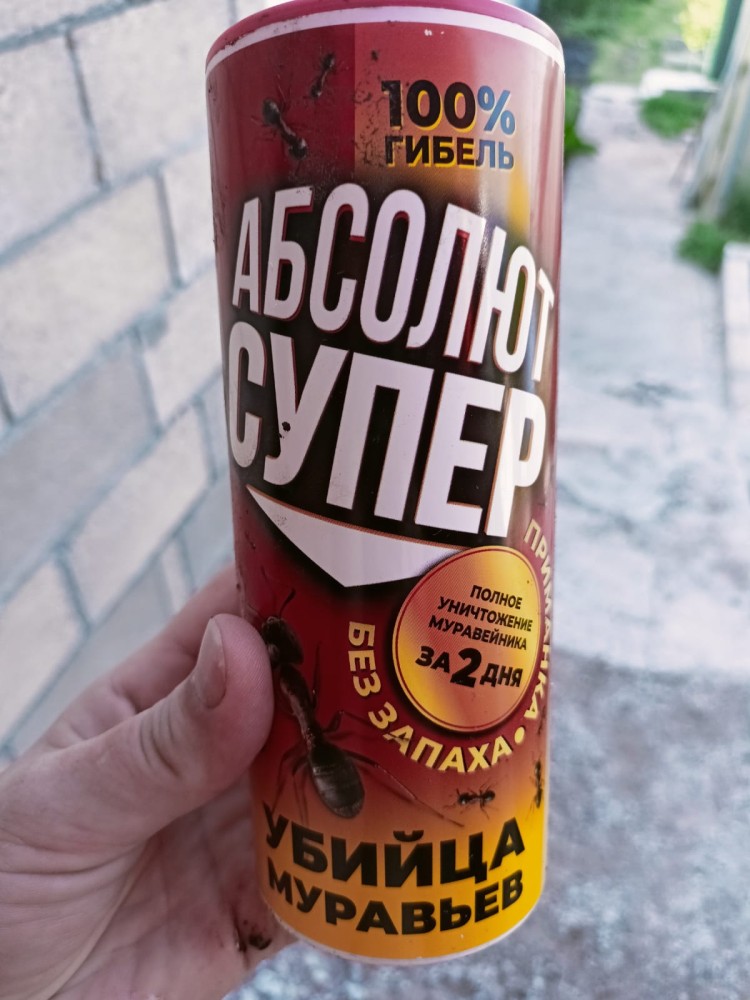 100%
ГИБЕЛЬ
АБСОЛЮТ
СУПЕР
ПОЛНОЕ
УНИЧТОЖЕНИЕ
МУРАВЕЙНИКА
ЗА 2 ДНЯ
БЕЗ ЗАПАХА • ПРИМАНКА •
УБИЙЦА
МУРАВЬЕВ